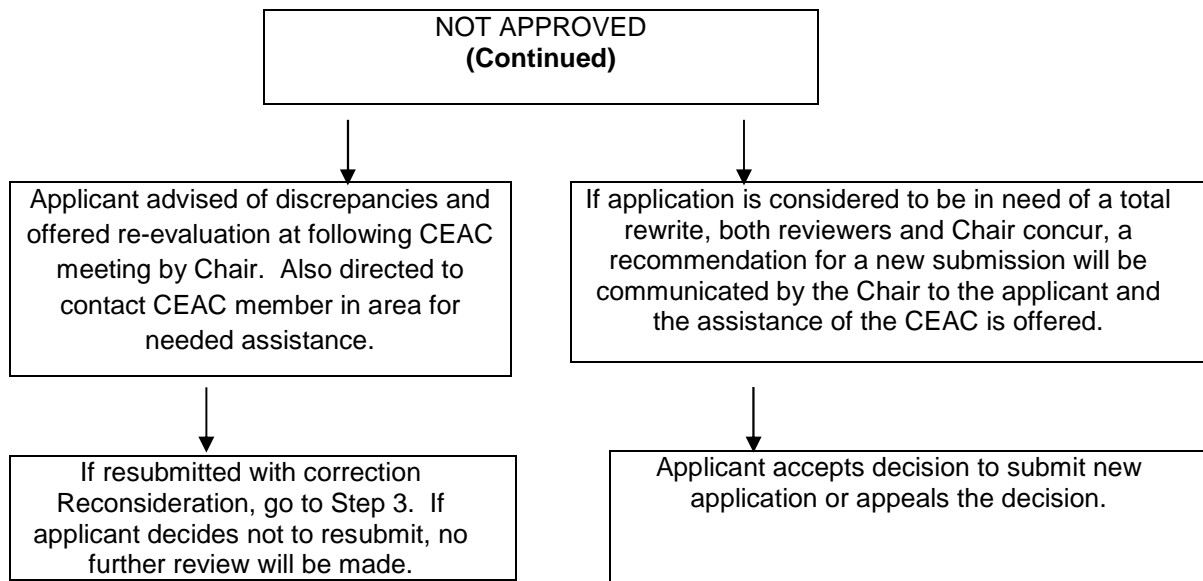 NOT APPROVED
(Continued)
Applicant advised of discrepancies and
offered re-evaluation at following CEAC
meeting by Chair.  Also directed to
contact CEAC member in area for
needed assistance.
If application is considered to be in need of a total
rewrite, both reviewers and Chair concur, a
recommendation for a new submission will be
communicated by the Chair to the applicant and
the assistance of the CEAC is offered.
If resubmitted with correction
Reconsideration, go to Step 3.  If
applicant decides not to resubmit, no
further review will be made.
Applicant accepts decision to submit new
application or appeals the decision.